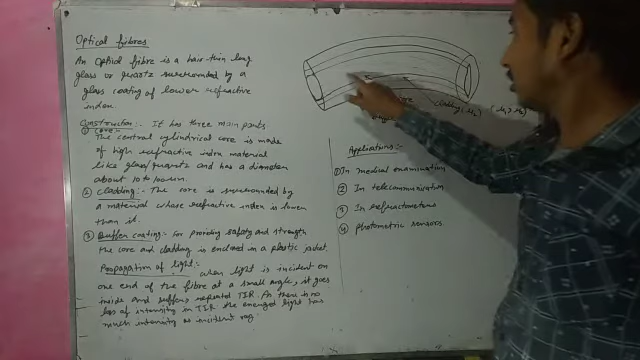 Optical fibres
An optical fibre is a hair-thin long
glass or quartz surrounded by a
glass coating of lower refractive
index.
Construction: It has three main parts.
① Core:-
The central cylindrical core is made
of high refractive index material
like glass/quartz and has a diameter
about 10 to
② Cladding:- The core is surrounded by
a material whose refractive index is lower
than it.
③ Buffer coating:- for providing safety and strength
the core and cladding is enclosed in a plastic jacket.
Propagation of light:-
when light is incident on
one end of the fibre at a small angle, it goes
inside and suffers repeated TIR As there is no
loss of intensity in TIR the emerged light has
much intensity as incident ray
core
(μ₁>μ₂)
Applications:-
① In medical examination
② In telecommunication
③ In refractometers
④ photometric sensors.